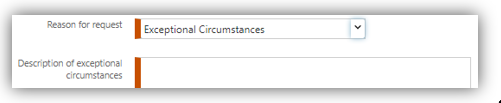 Reason for request
Exceptional Circumstances
Description of exceptional
circumstances